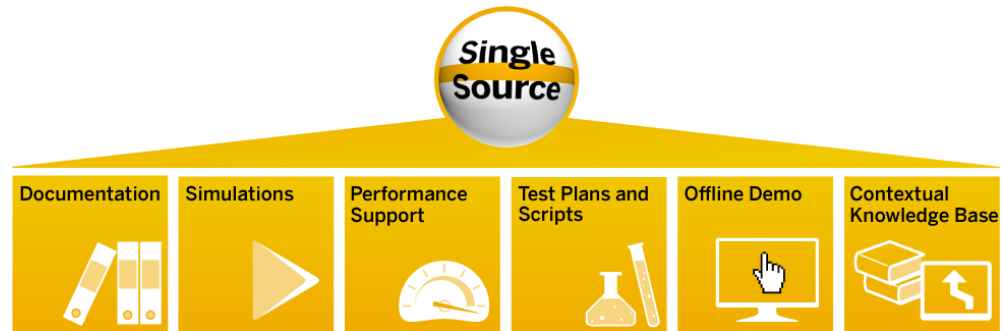 Single
Source
Documentation
Simulations
Performance
Support
Test Plans and
Scripts
Offline Demo
Contextual
Knowledge Base